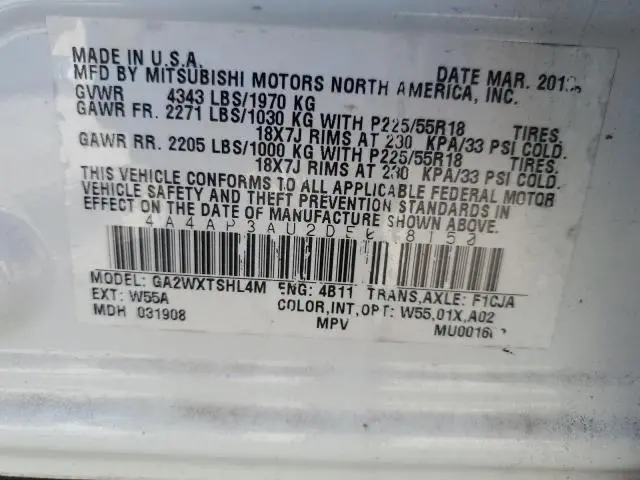 MADE IN U.S.A. DATE MAR.
MFD BY MITSUBISHI MOTORS NORTH AMERICA, INC.
GVWR 4343 LBS/1970 KG
GAWR FR. 2271 LBS/1030 KG WITH P225/55R18 TIRES.
18X7J RIMS AT 230 KPA/33 PSI COLD.
GAWR RR. 2205 LBS/1000 KG WITH P225/55R18 TIRES.
18X7J RIMS AT 230 KPA/33 PSI COLD.
THIS VEHICLE CONFORMS TO ALL APPLICABLE FEDERAL MOTOR
VEHICLE SAFETY AND THEFT PREVENTION STANDARDS IN
EFFECT ON THE DATE OF MANUFACTURE SHOWN ABOVE.
MODEL: GA2WXTSHL4M ENG: 4B11 TRANS,AXLE: F1CJA
EXT: W55A COLOR,INT,OPT: W55,01X,A02
MDH 031908 MPV